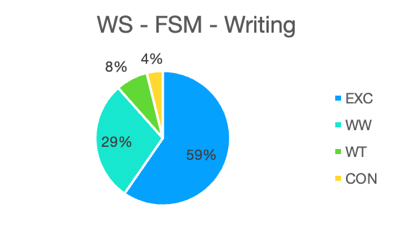 WS - FSM - Writing
4%
8%
29%
59%
EXC
WW
WT
CON